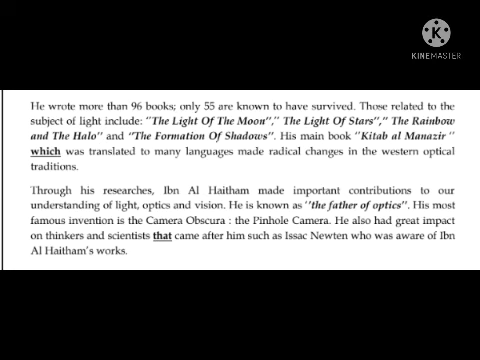 KINEMASTER
He wrote more than 96 books; only 55 are known to have survived. Those related to the
subject of light include: "The Light Of The Moon"," The Light Of Stars"," The Rainbow
and The Halo" and "The Formation Of Shadows". His main book "Kitab al Manazir "
which was translated to many languages made radical changes in the western optical
traditions.
Through his researches, Ibn Al Haitham made important contributions to our
understanding of light, optics and vision. He is known as "the father of optics". His most
famous invention is the Camera Obscura : the Pinhole Camera. He also had great impact
on thinkers and scientists that came after him such as Issac Newten who was aware of Ibn
Al Haitham's works.